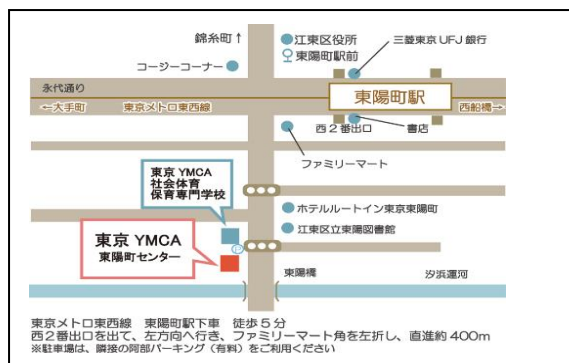 錦糸町↑
江東区役所
東陽町駅前
三菱東京UFJ銀行
コージーコーナー
永代通り
東陽町駅
←大手町
東京メトロ東西線
西船橋→
西2番出口
書店
ファミリーマート
東京YMCA
社会体育
保育専門学校
ホテルルートイン東京東陽町
江東区立東陽図書館
東京YMCA
東陽町センター
P
東陽橋
汐浜運河
東京メトロ東西線　東陽町駅下車　徒歩5分
西2番出口を出て、左方向へ行き、ファミリーマート角を左折し、直進約400m
※駐車場は、隣接の阿部パーキング（有料）をご利用ください